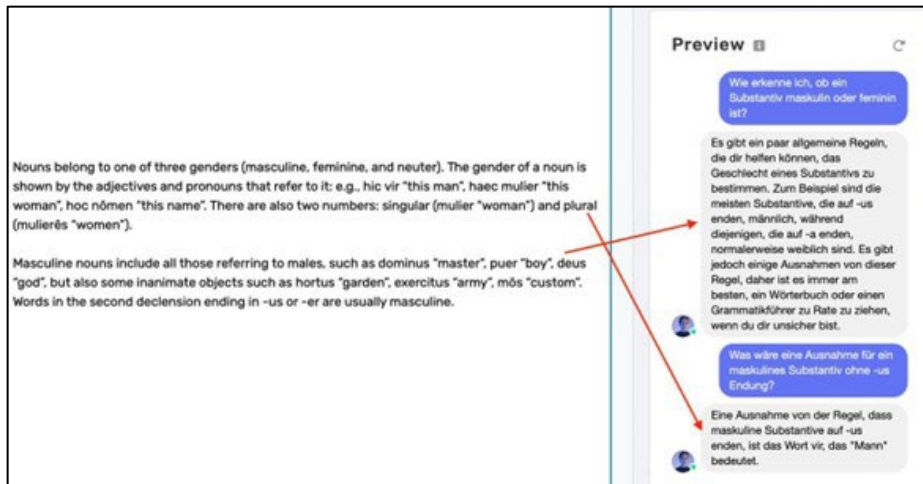 Nouns belong to one of three genders (masculine, feminine, and neuter). The gender of a noun is
shown by the adjectives and pronouns that refer to it: e.g., hic vir "this man", haec mulier "this
woman", hoc nōmen "this name". There are also two numbers: singular (mulier "woman") and plural
(mulierēs "women").
Masculine nouns include all those referring to males, such as dominus "master", puer "boy", deus
"god", but also some inanimate objects such as hortus "garden", exercitus "army", mōs "custom".
Words in the second declension ending in -us or -er are usually masculine.
Preview
Wie erkenne ich, ob ein
Substantiv maskulin oder feminin
ist?
Es gibt ein paar allgemeine Regeln,
die dir helfen können, das
Geschlecht eines Substantivs zu
bestimmen. Zum Beispiel sind die
meisten Substantive, die auf -us
enden, männlich, während
diejenigen, die auf -a enden,
normalerweise weiblich sind. Es gibt
jedoch einige Ausnahmen von dieser
Regel, daher ist es immer am
besten, ein Wörterbuch oder einen
Grammatikführer zu Rate zu ziehen,
wenn du dir unsicher bist.
Was wäre eine Ausnahme für ein
maskulines Substantiv ohne -us
Endung?
Eine Ausnahme von der Regel, dass
maskuline Substantive auf -us
enden, ist das Wort vir, das "Mann"
bedeutet.